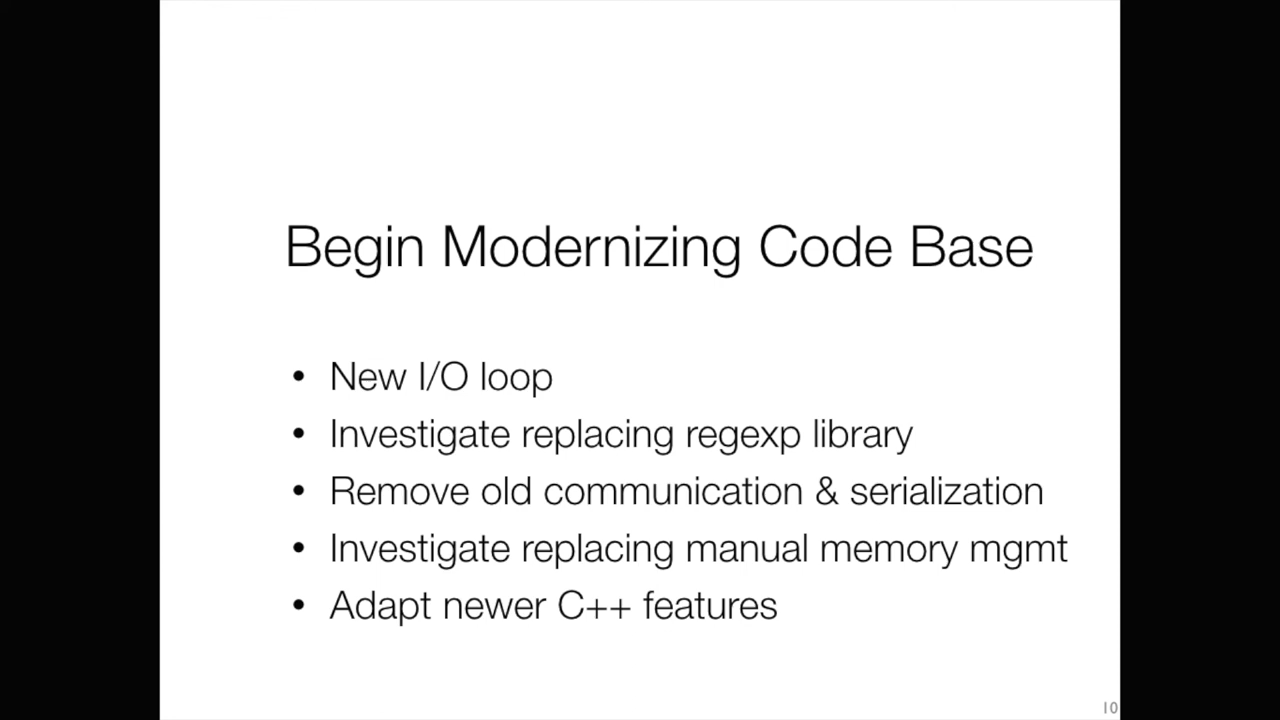 Begin Modernizing Code Base
• New I/O loop
• Investigate replacing regexp library
• Remove old communication & serialization
• Investigate replacing manual memory mgmt
• Adapt newer C++ features
10